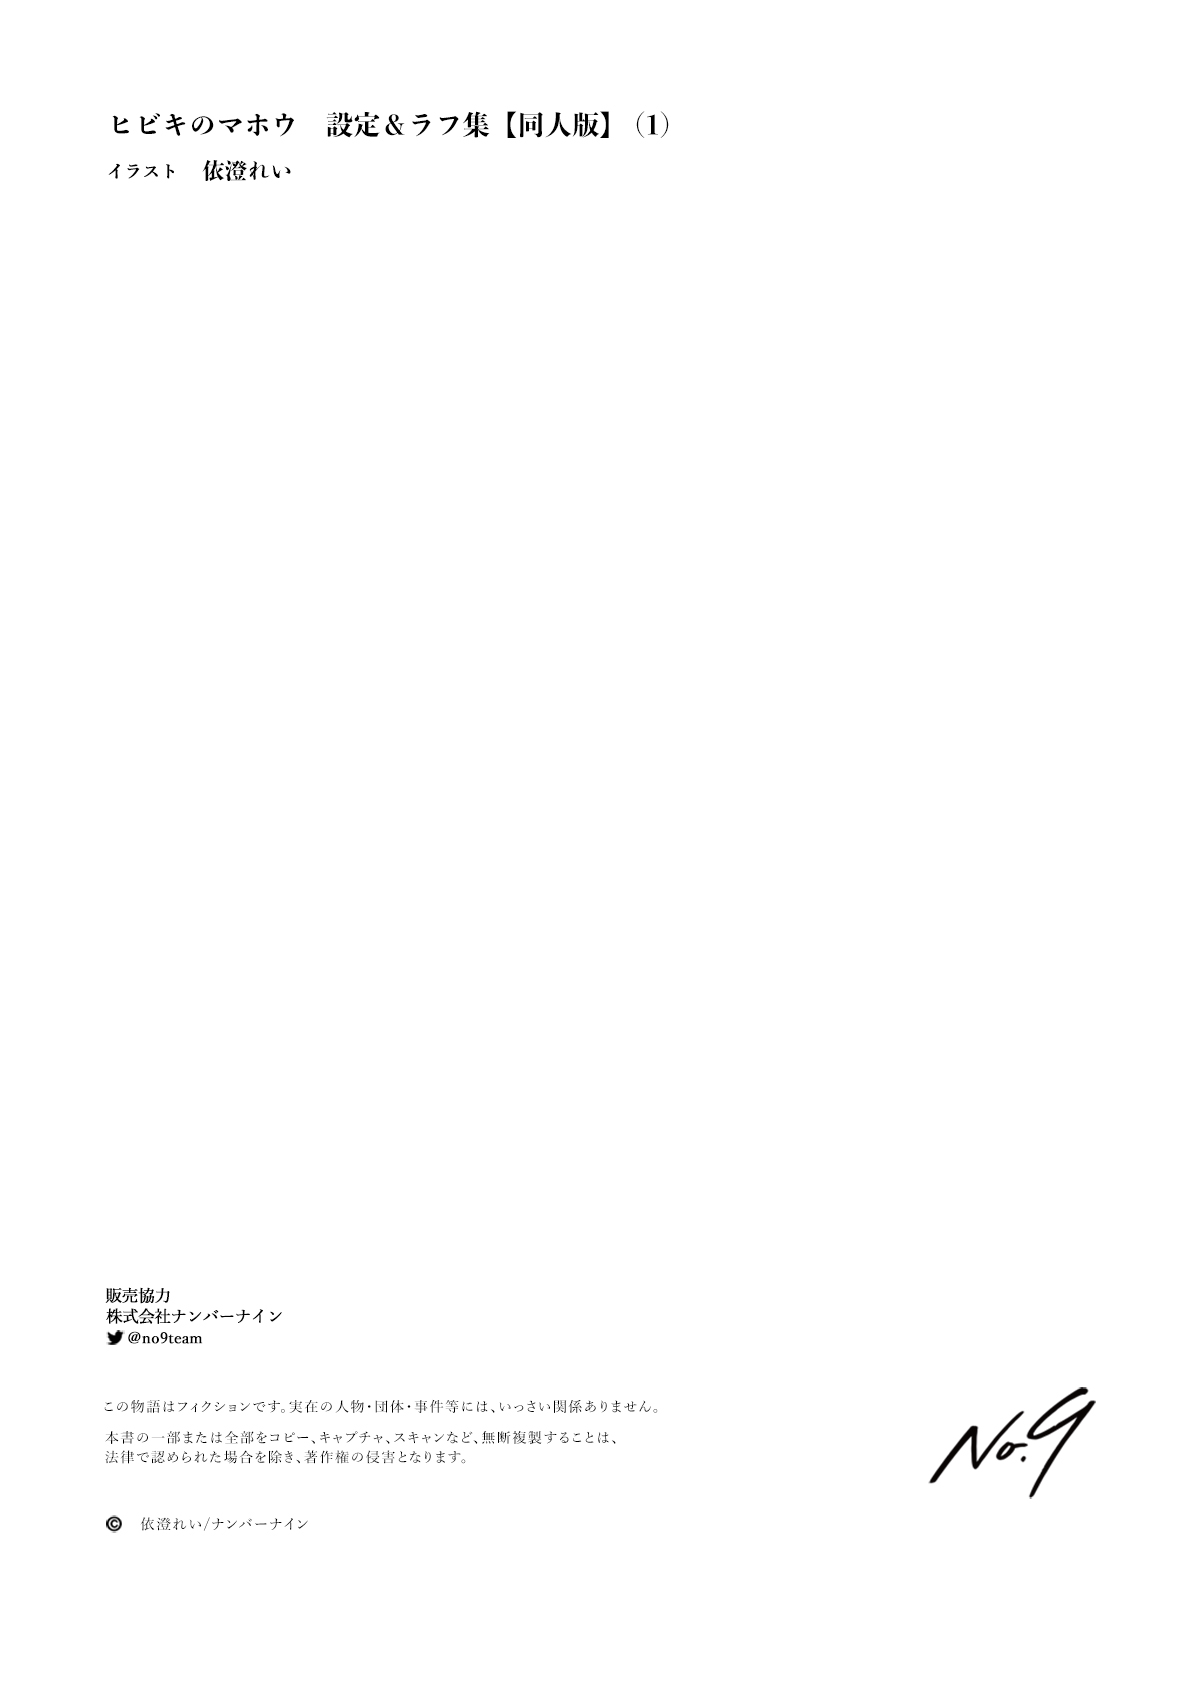 ヒビキのマホウ　設定＆ラフ集【同人版】（1）
イラスト　依澄れい
販売協力
株式会社ナンバーナイン
@no9team
この物語はフィクションです。実在の人物・団体・事件等には、いっさい関係ありません。
本書の一部または全部をコピー、キャプチャ、スキャンなど、無断複製することは、
法律で認められた場合を除き、著作権の侵害となります。
No.9
©　依澄れい/ナンバーナイン